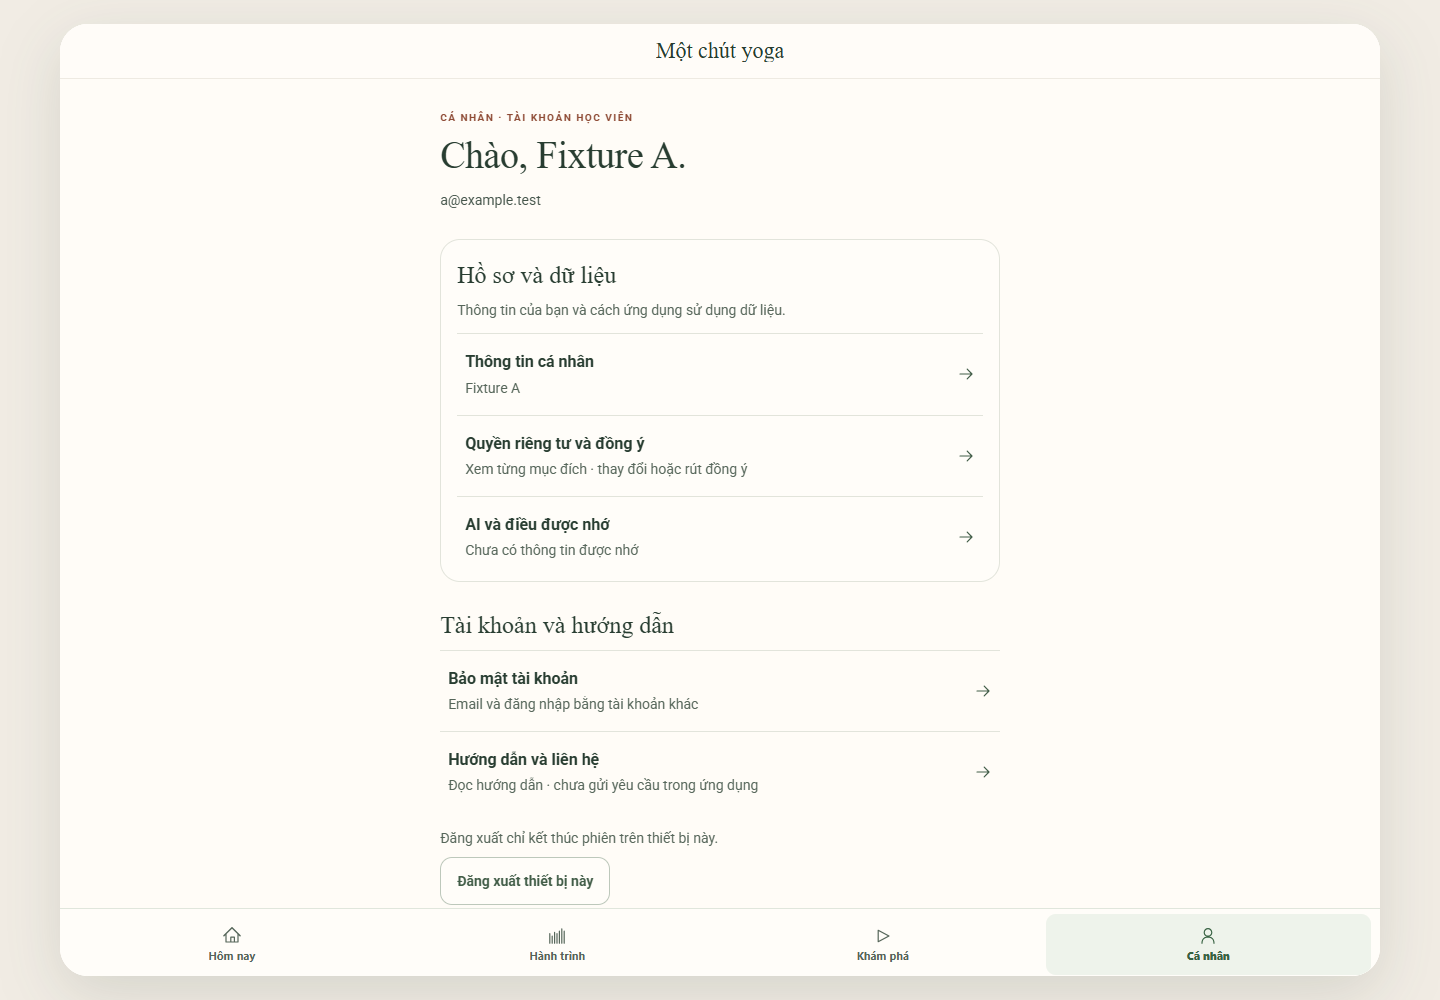 Một chút yoga
CÁ NHÂN · TÀI KHOẢN HỌC VIÊN
Chào, Fixture A.
a@example.test
Hồ sơ và dữ liệu
Thông tin của bạn và cách ứng dụng sử dụng dữ liệu.
Thông tin cá nhân
Fixture A
Quyền riêng tư và đồng ý
Xem từng mục đích · thay đổi hoặc rút đồng ý
AI và điều được nhớ
Chưa có thông tin được nhớ
Tài khoản và hướng dẫn
Bảo mật tài khoản
Email và đăng nhập bằng tài khoản khác
Hướng dẫn và liên hệ
Đọc hướng dẫn · chưa gửi yêu cầu trong ứng dụng
Đăng xuất chỉ kết thúc phiên trên thiết bị này.
Đăng xuất thiết bị này
Hôm nay
Hành trình
Khám phá
Cá nhân